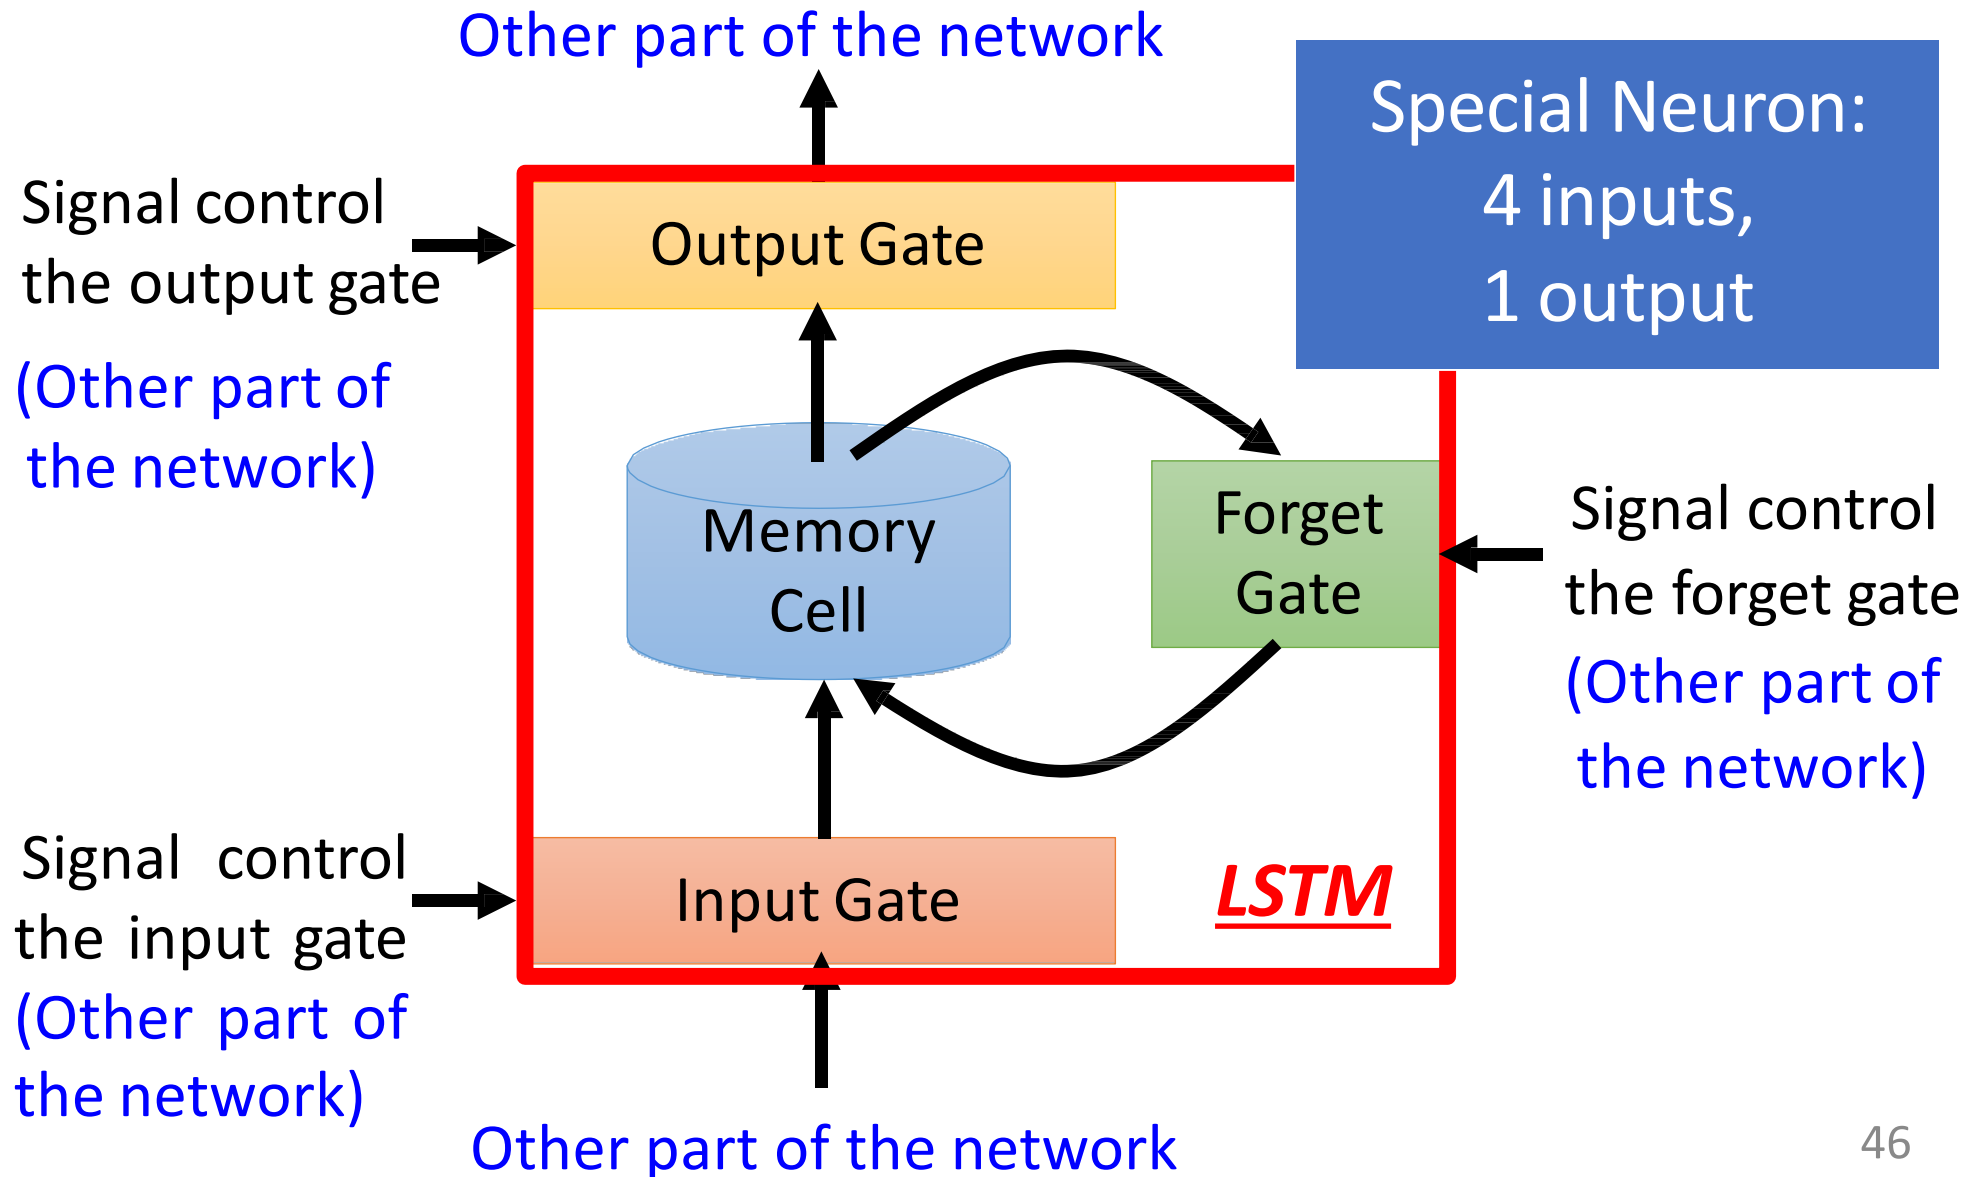 Other part of the network
Special Neuron:
4 inputs,
1 output
Signal control
the output gate
(Other part of
the network)
Output Gate
Memory
Cell
Forget
Gate
Signal control
the forget gate
(Other part of
the network)
Signal control
the input gate
(Other part of
the network)
Input Gate
LSTM
Other part of the network
46